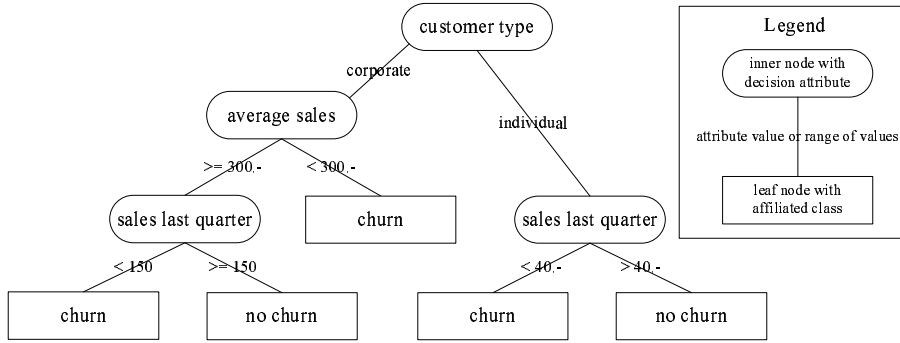 customer type
Legend
inner node with
decision attribute
corporate
average sales
individual
attribute value or range of values
>= 300.-
< 300.-
leaf node with
affiliated class
sales last quarter
churn
sales last quarter
< 150
>= 150
< 40.-
> 40.-
churn
no churn
churn
no churn